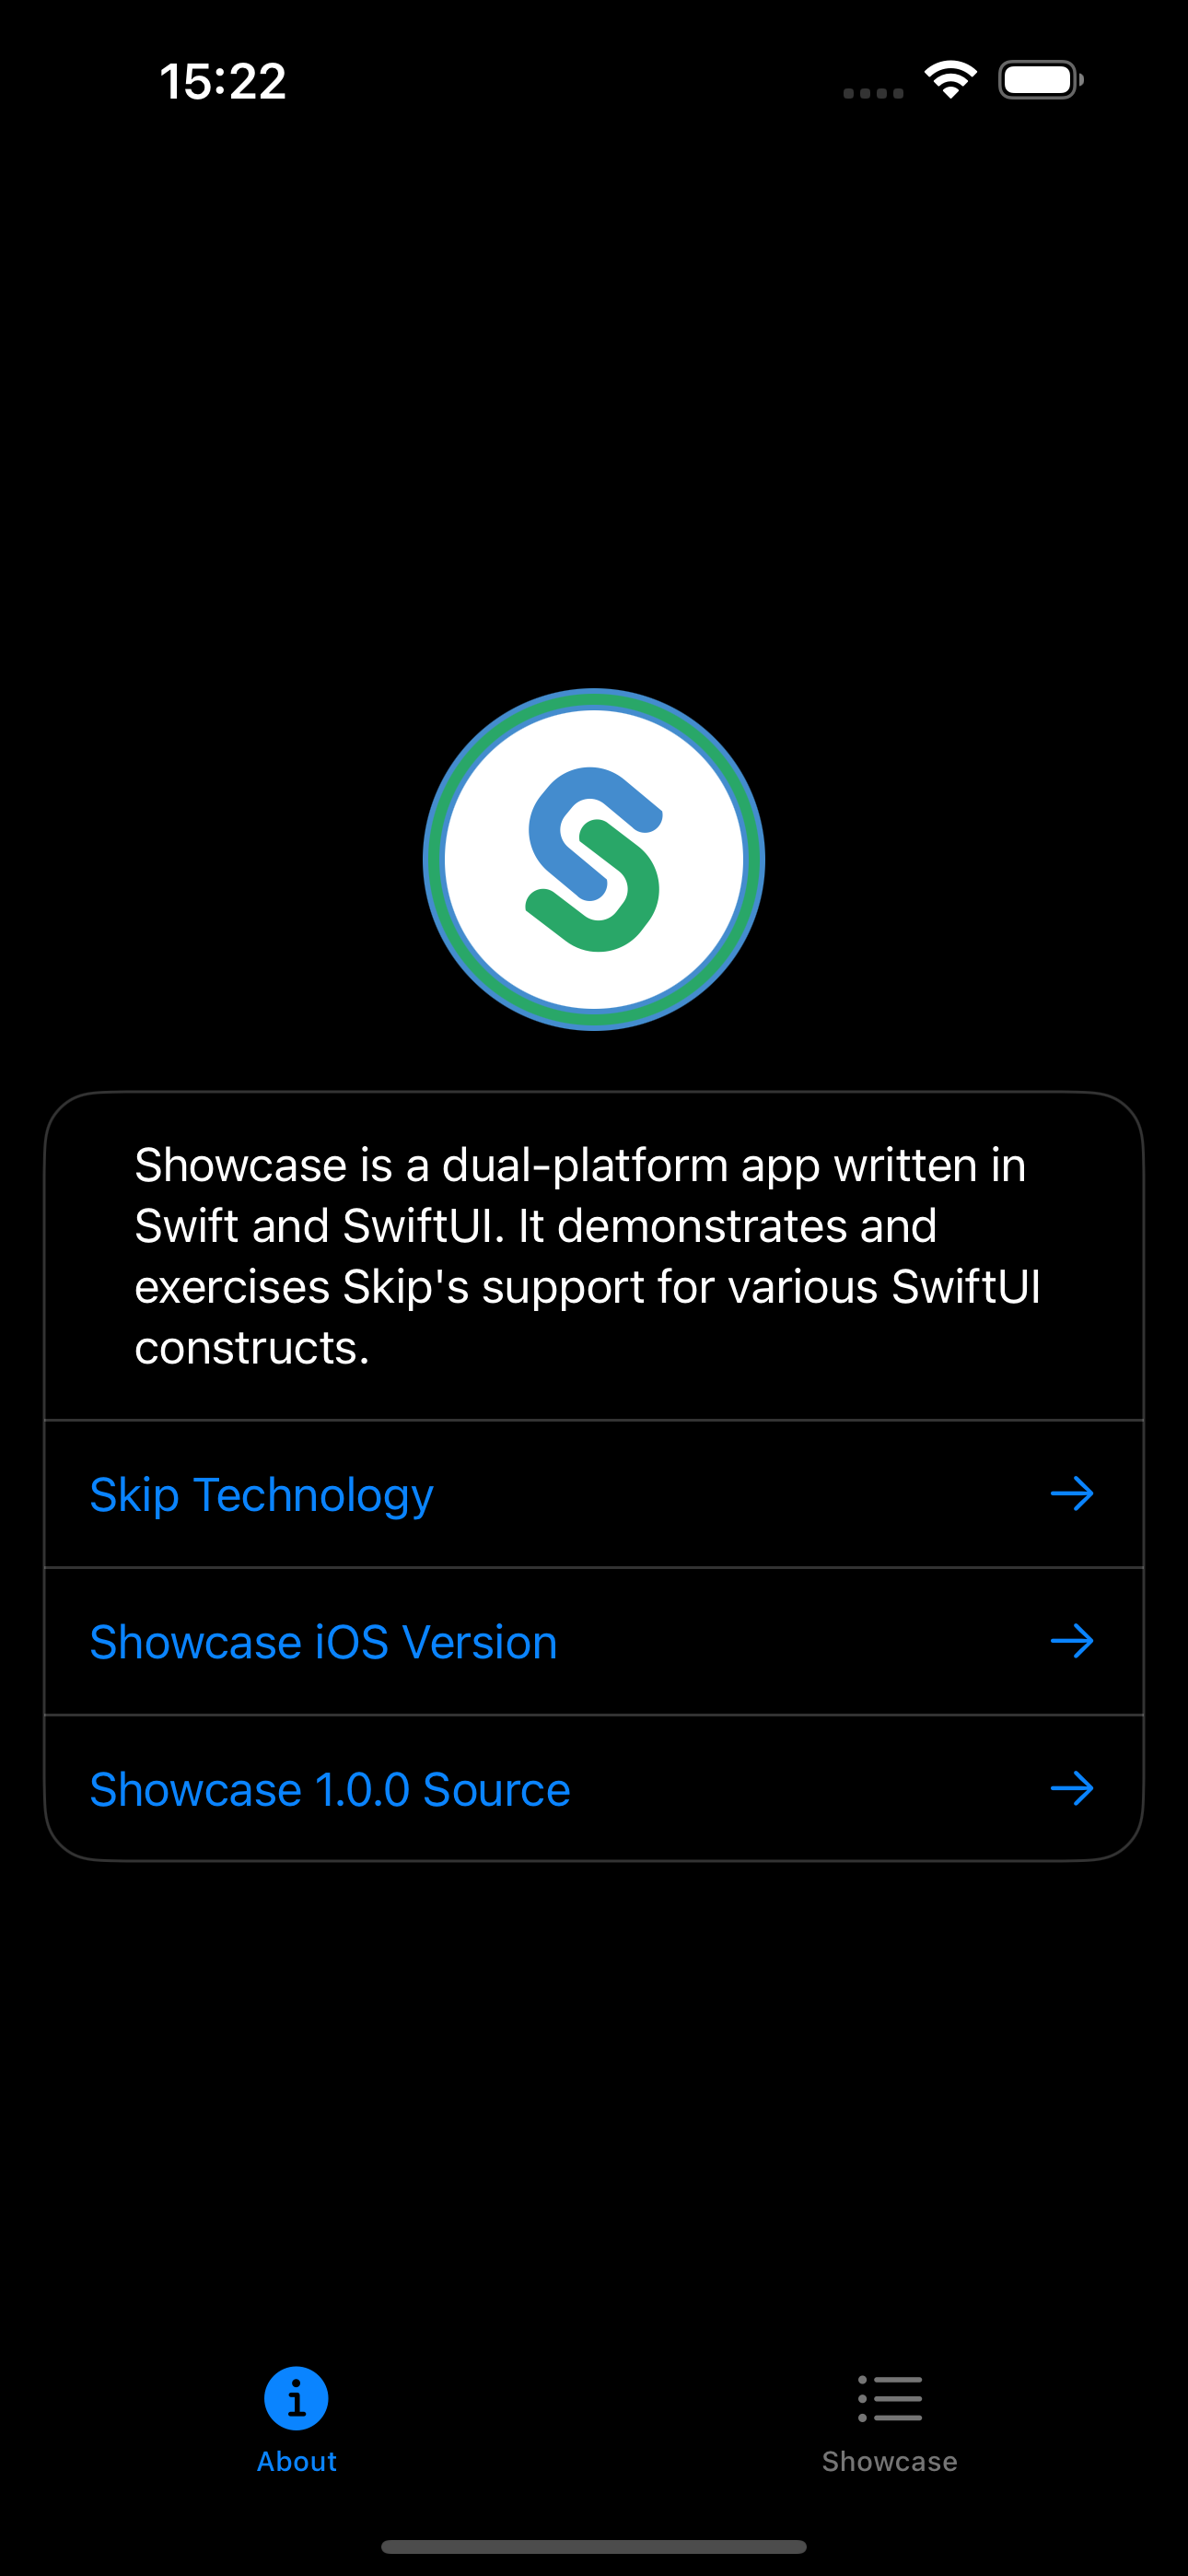 15:22
Showcase is a dual-platform app written in
Swift and SwiftUI. It demonstrates and
exercises Skip's support for various SwiftUI
constructs.
Skip Technology
Showcase iOS Version
Showcase 1.0.0 Source
About
Showcase